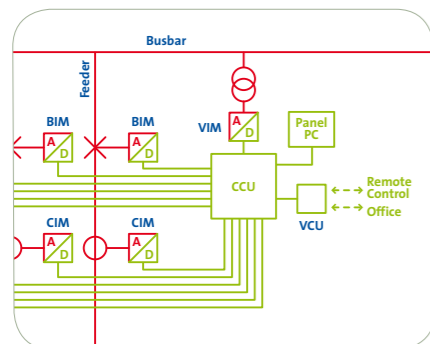 Busbar
Feeder
BIM
A
D
BIM
A
D
VIM
A
D
Panel
PC
CCU
VCU
Remote
Control
Office
CIM
A
D
CIM
A
D